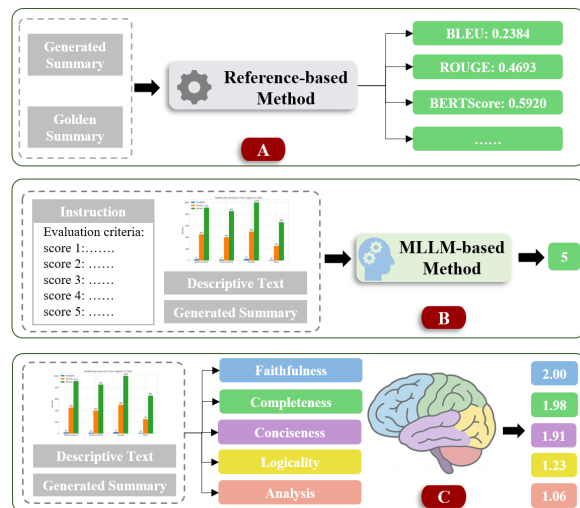 Generated
Summary
Golden
Summary
Reference-based
Method
BLEU: 0.2384
ROUGE: 0.4693
BERTScore: 0.5920
......
A
Instruction
Evaluation criteria:
score 1:.......
score 2: ......
score 3: ......
score 4: ......
score 5: ......
Descriptive Text
Generated Summary
MLLM-based
Method
5
B
Descriptive Text
Generated Summary
Faithfulness
Completeness
Conciseness
Logicality
Analysis
2.00
1.98
1.91
1.23
1.06
C